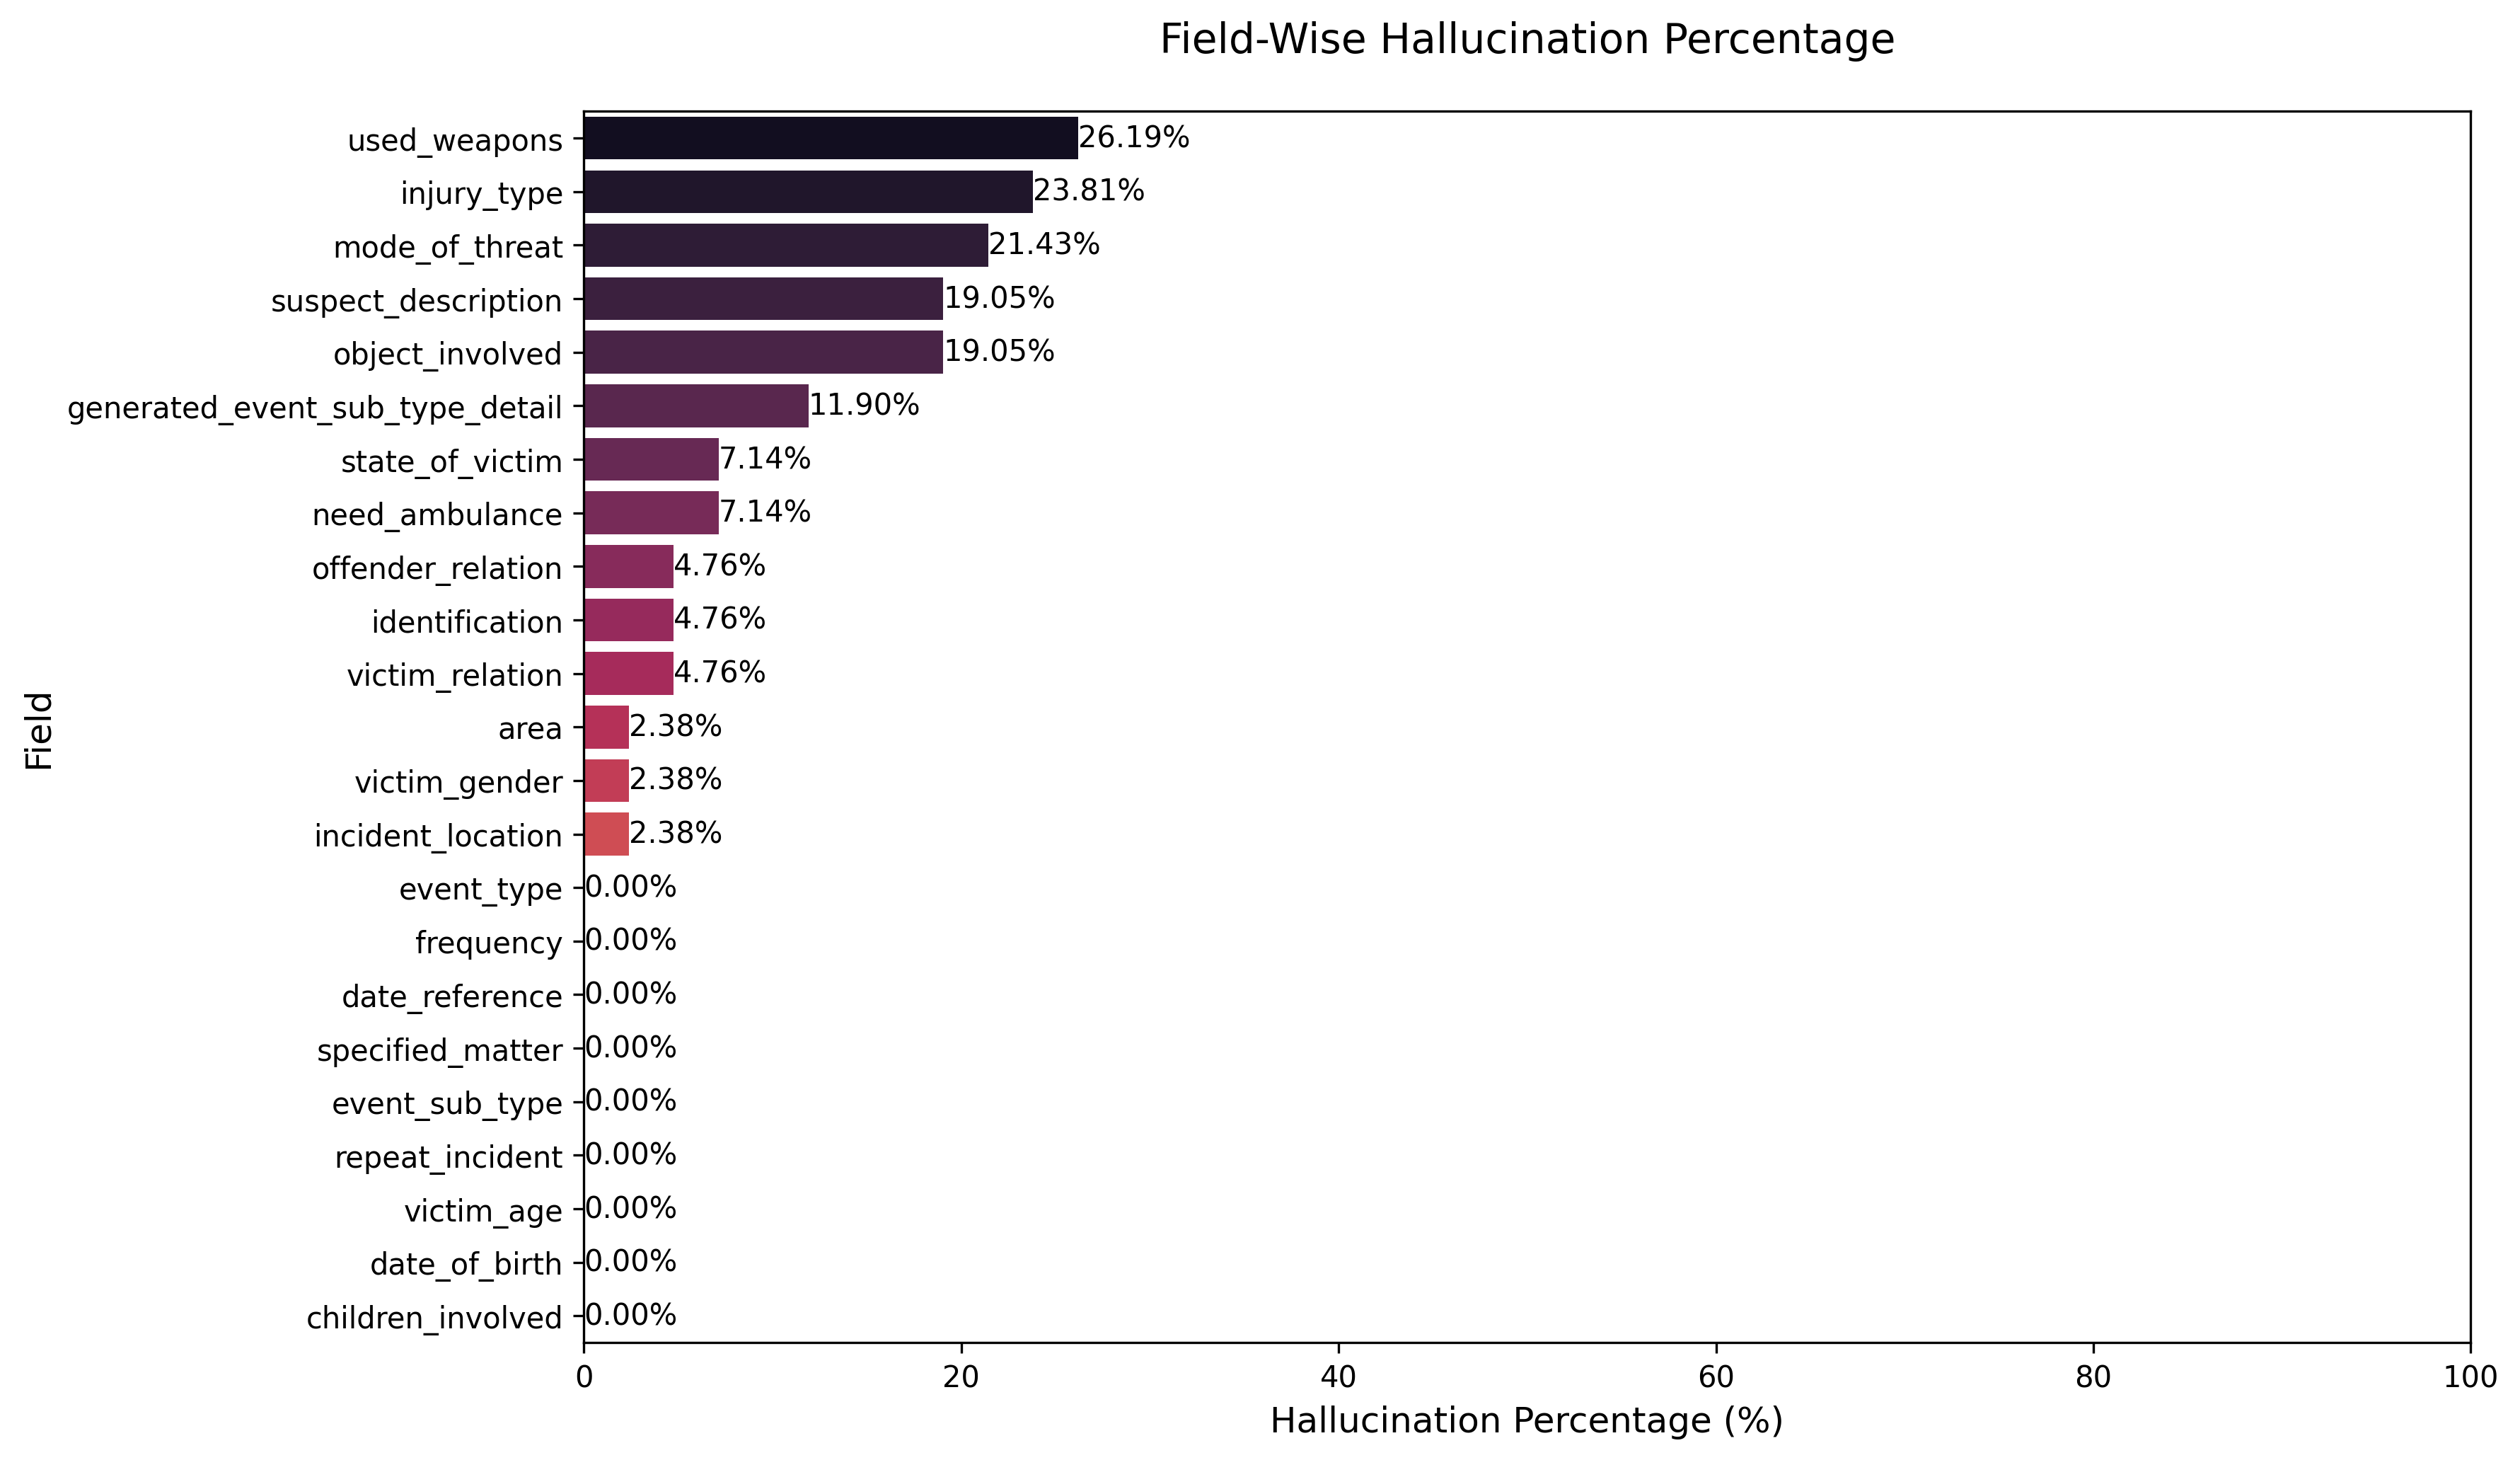 Field-Wise Hallucination Percentage
used_weapons 26.19%
injury_type 23.81%
mode_of_threat 21.43%
suspect_description 19.05%
object_involved 19.05%
generated_event_sub_type_detail 11.90%
state_of_victim 7.14%
need_ambulance 7.14%
offender_relation 4.76%
identification 4.76%
victim_relation 4.76%
area 2.38%
victim_gender 2.38%
incident_location 2.38%
event_type 0.00%
frequency 0.00%
date_reference 0.00%
specified_matter 0.00%
event_sub_type 0.00%
repeat_incident 0.00%
victim_age 0.00%
date_of_birth 0.00%
children_involved 0.00%
Field
0 20 40 60 80 100
Hallucination Percentage (%)